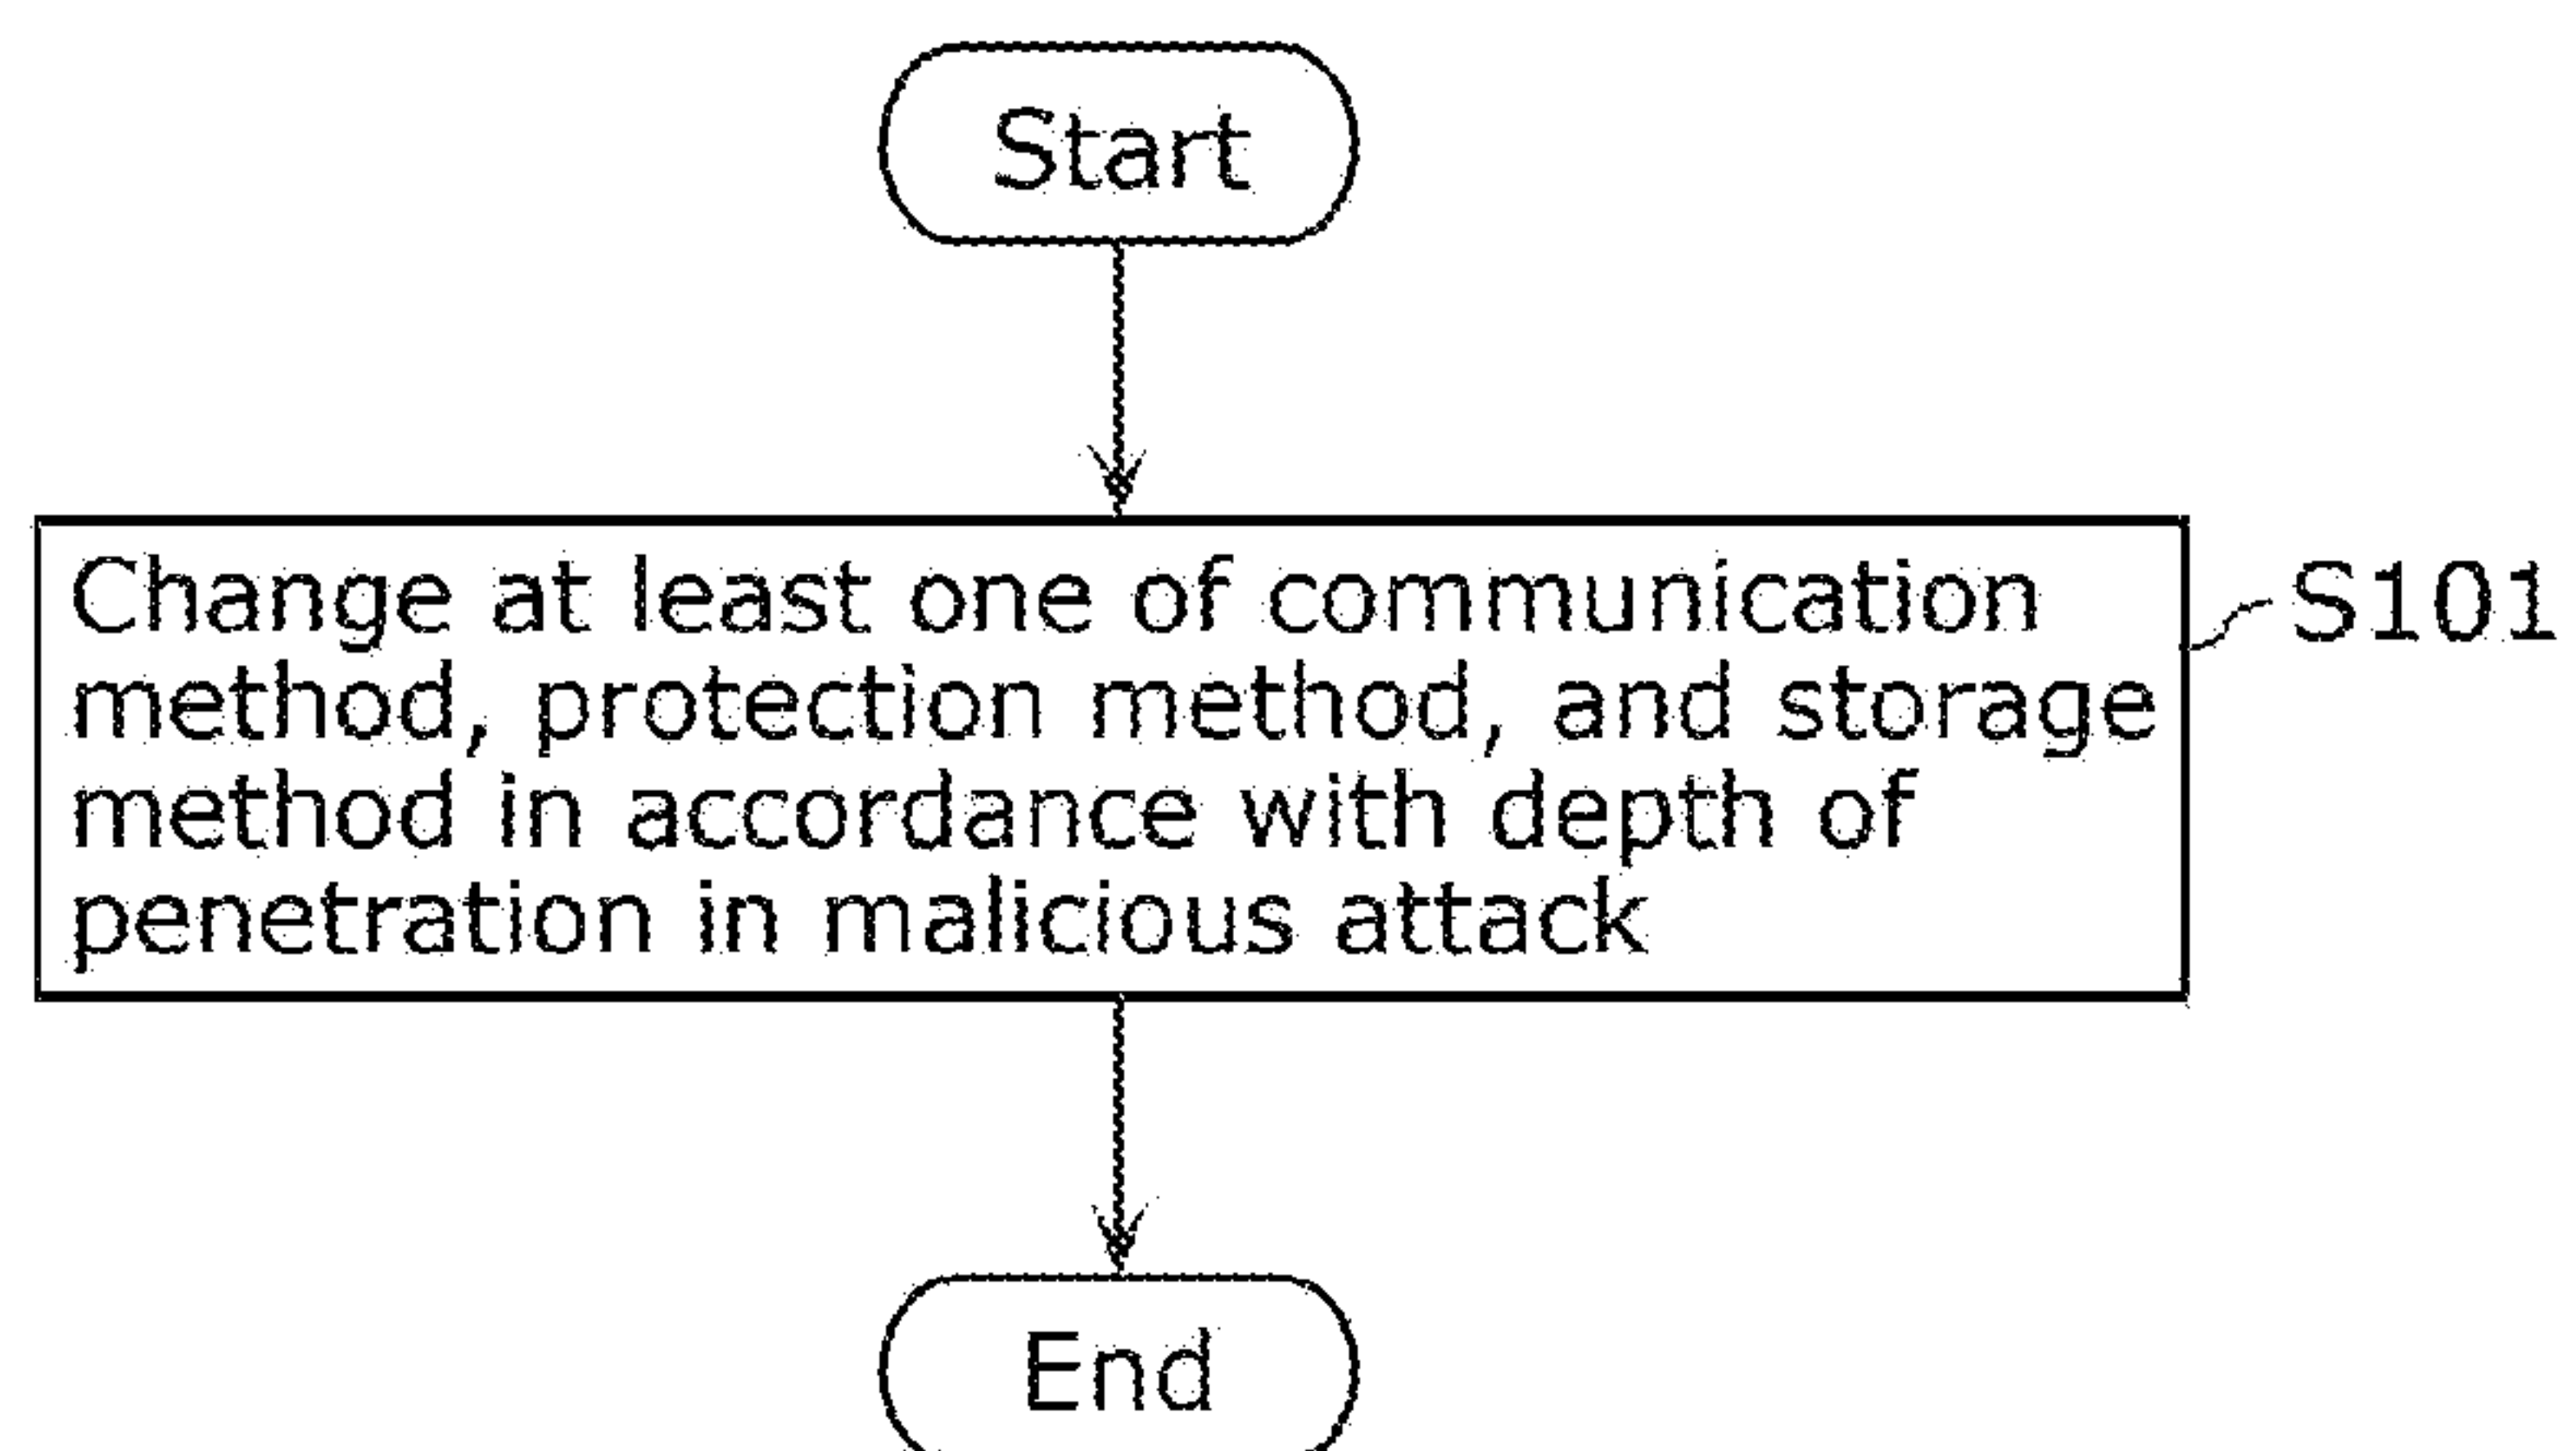 Start
Change at least one of communication
method, protection method, and storage
method in accordance with depth of
penetration in malicious attack
S101
End